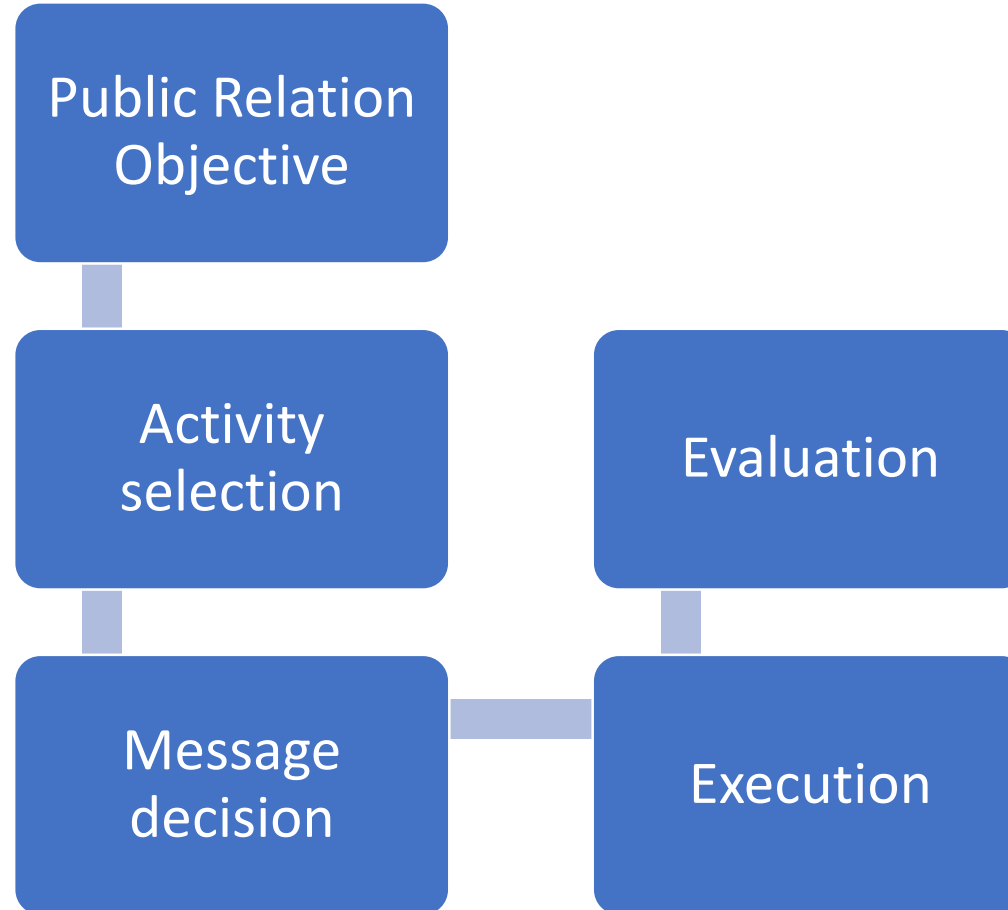 Public Relation
Objective
Activity
selection
Message
decision
Execution
Evaluation